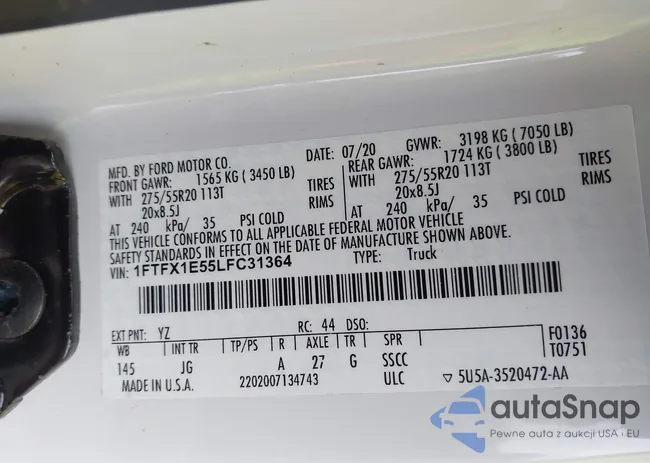 MFD. BY FORD MOTOR CO. DATE: 07/20 GVWR: 3198 KG ( 7050 LB)
FRONT GAWR: 1565 KG ( 3450 LB) REAR GAWR: 1724 KG ( 3800 LB)
WITH 275/55R20 113T TIRES WITH 275/55R20 113T TIRES
20x8.5J RIMS 20x8.5J RIMS
AT 240 kPa/ 35 PSI COLD AT 240 kPa/ 35 PSI COLD
THIS VEHICLE CONFORMS TO ALL APPLICABLE FEDERAL MOTOR VEHICLE
SAFETY STANDARDS IN EFFECT ON THE DATE OF MANUFACTURE SHOWN ABOVE.
VIN: 1FTFX1E55LFC31364 TYPE: Truck
EXT PNT: YZ RC: 44 DSO: F0136
WB INT TR TP/PS R AXLE TR SPR T0751
145 JG A 27 G SSCC
MADE IN U.S.A. 2202007134743 ULC ▽ 5U5A-3520472-AA
autaSnap
Pewne auta z aukcji USA i EU